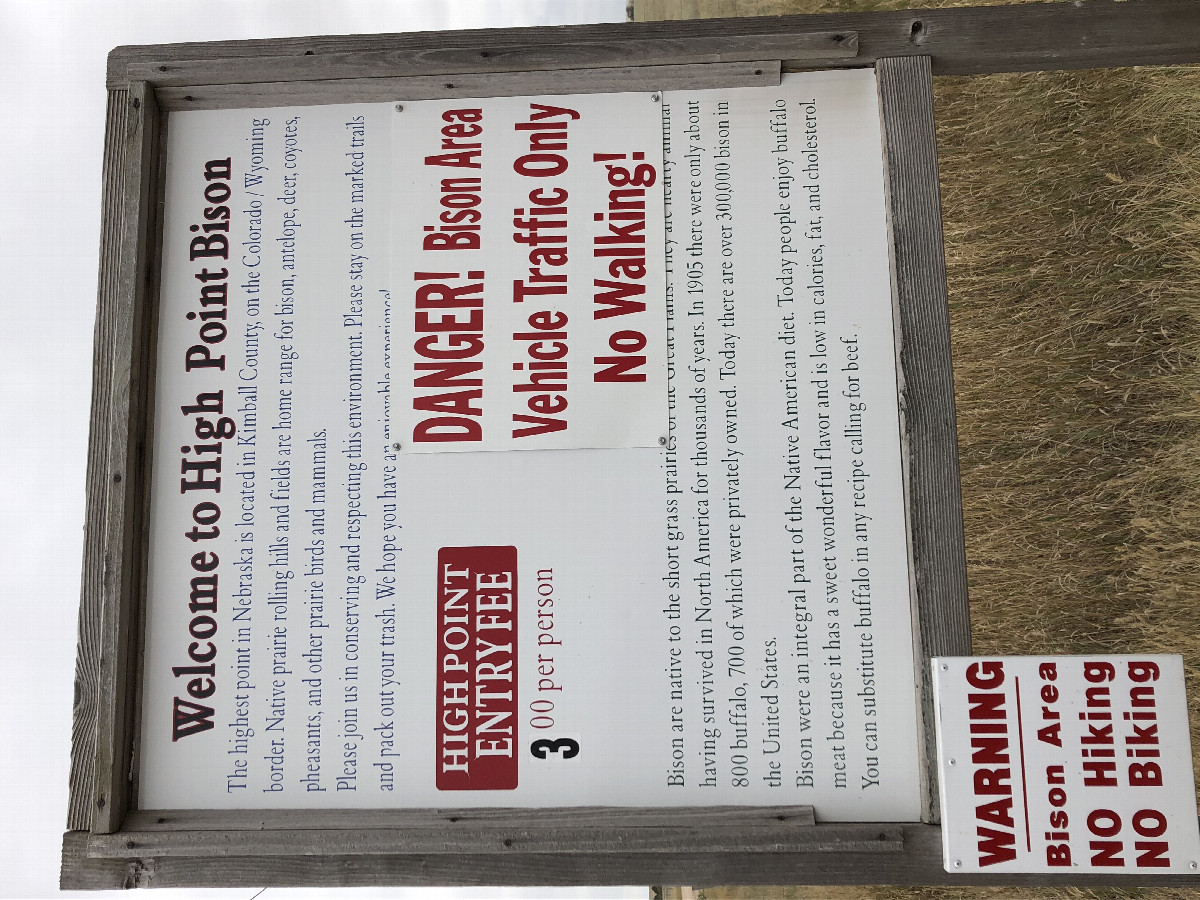 Welcome to High Point Bison
The highest point in Nebraska is located in Kimball County, on the Colorado / Wyoming
border. Native prairie rolling hills and fields are home range for bison, antelope, deer, coyotes,
pheasants, and other prairie birds and mammals.
Please join us in conserving and respecting this environment. Please stay on the marked trails
and pack out your trash. We hope you have an enjoyable experience!
HIGH POINT
ENTRY FEE
3 00 per person
DANGER! Bison Area
Vehicle Traffic Only
No Walking!
Bison are native to the short grass prairies of the Great Plains. They are hearty animal
having survived in North America for thousands of years. In 1905 there were only about
800 buffalo, 700 of which were privately owned. Today there are over 300,000 bison in
the United States.
Bison were an integral part of the Native American diet. Today people enjoy buffalo
meat because it has a sweet wonderful flavor and is low in calories, fat, and cholesterol.
You can substitute buffalo in any recipe calling for beef.
WARNING
Bison Area
NO Hiking
NO Biking